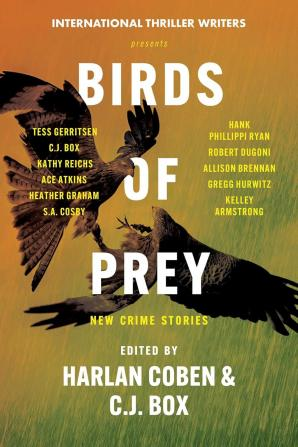 INTERNATIONAL THRILLER WRITERS
presents
BIRDS
OF
PREY
TESS GERRITSEN
C.J. BOX
KATHY REICHS
ACE ATKINS
HEATHER GRAHAM
S.A. COSBY
HANK
PHILLIPPI RYAN
ROBERT DUGONI
ALLISON BRENNAN
GREGG HURWITZ
KELLEY
ARMSTRONG
NEW CRIME STORIES
EDITED BY
HARLAN COBEN &
C.J. BOX